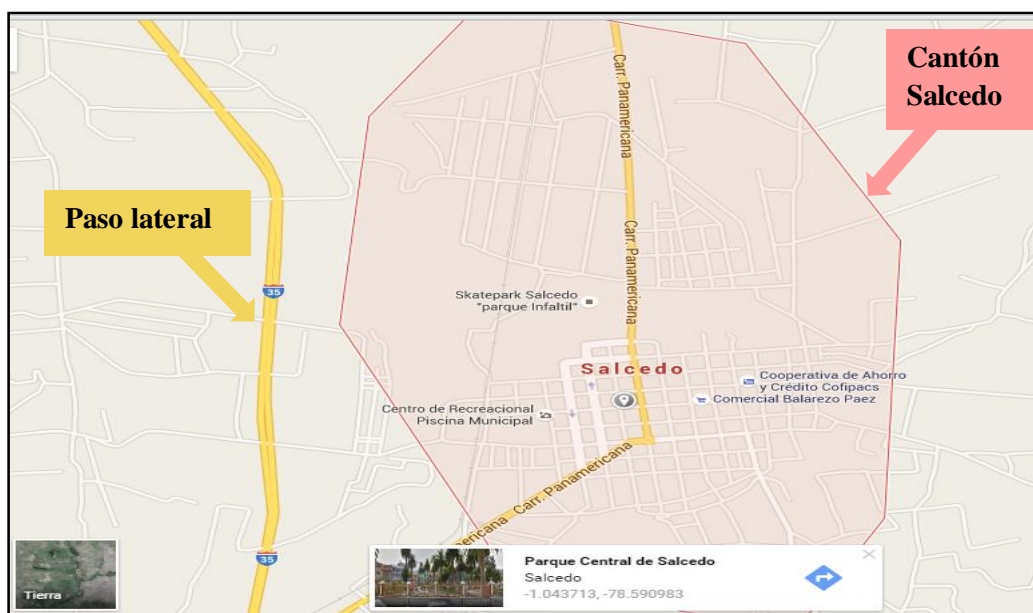 Cantón
Salcedo
Carr. Panamericana
Paso lateral
Carr. Panamericana
35
Skatepark Salcedo
"parque Infaltil"
Salcedo
Cooperativa de Ahorro
y Crédito Cofipacs
Comercial Balarezo Paez
Centro de Recreacional
Piscina Municipal
Carr. Panamericana
americana
35
Parque Central de Salcedo
Salcedo
-1.043713, -78.590983
Tierra